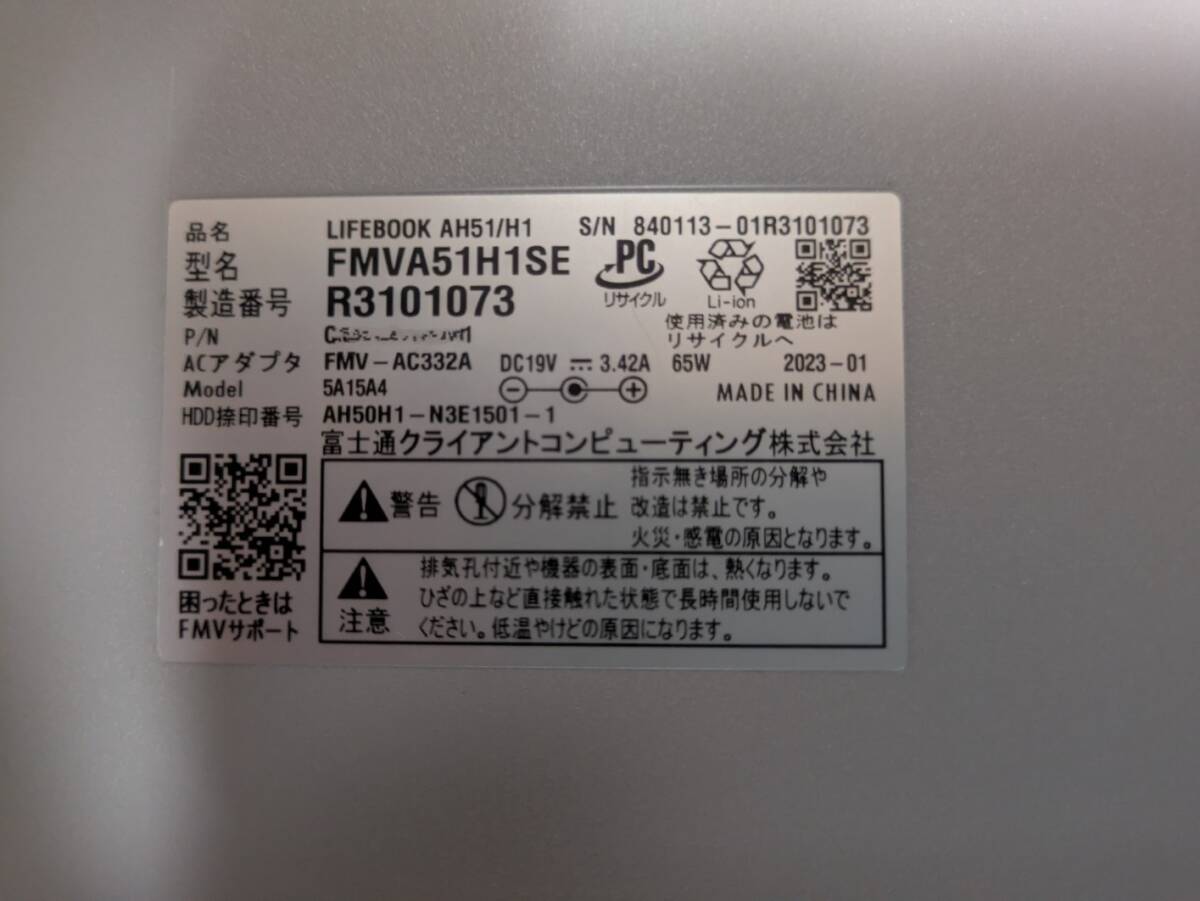 品名 LIFEBOOK AH51/H1 S/N 840113-01R3101073
型名 FMVA51H1SE
製造番号 R3101073
PC
リサイクル
Li-ion
使用済みの電池は
リサイクルへ
P/N
ACアダプタ FMV-AC332A DC19V 3.42A 65W 2023-01
Model 5A15A4
MADE IN CHINA
HDD捺印番号 AH50H1-N3E1501-1
富士通クライアントコンピューティング株式会社
警告 分解禁止
指示無き場所の分解や
改造は禁止です。
火災・感電の原因となります。
注意
排気孔付近や機器の表面・底面は、熱くなります。
ひざの上など直接触れた状態で長時間使用しないで
ください。低温やけどの原因になります。
困ったときは
FMVサポート